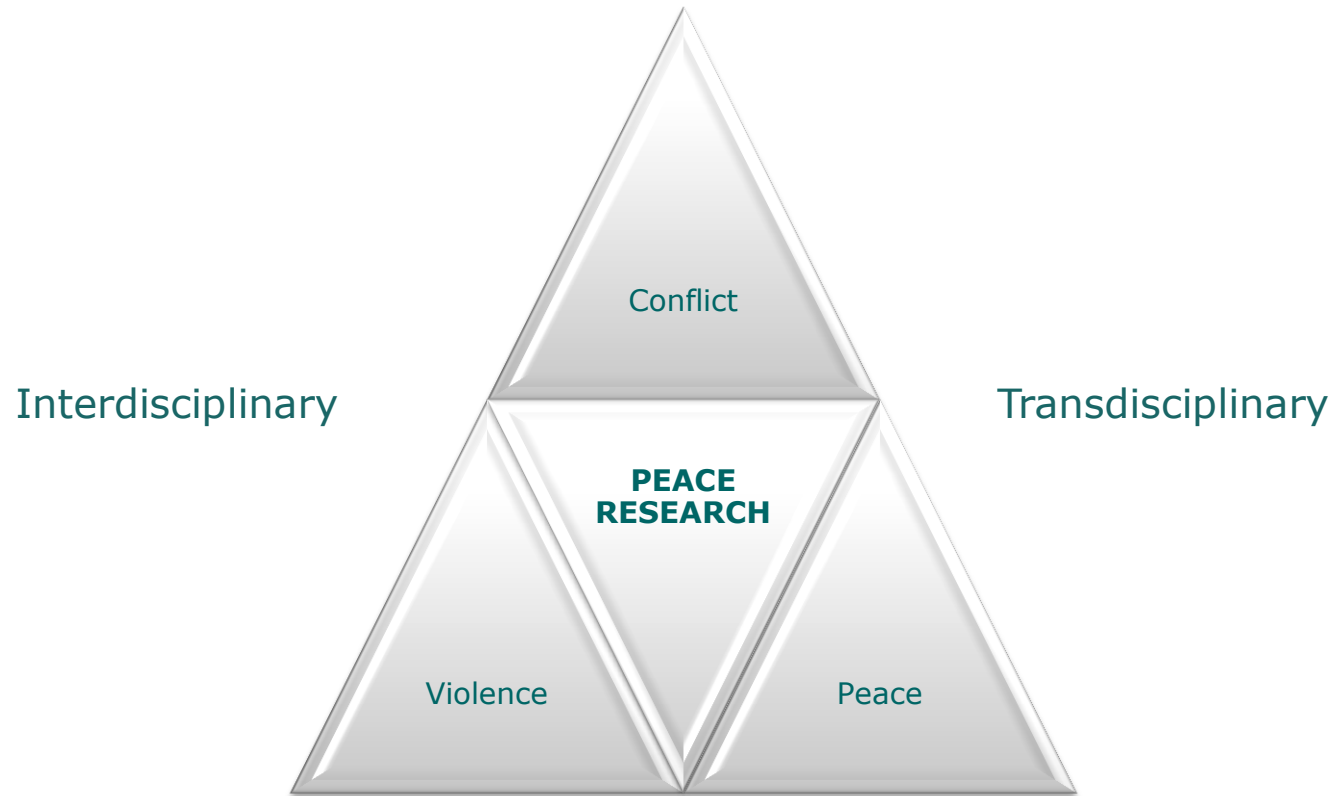 Conflict
Interdisciplinary
Transdisciplinary
PEACE
RESEARCH
Violence
Peace